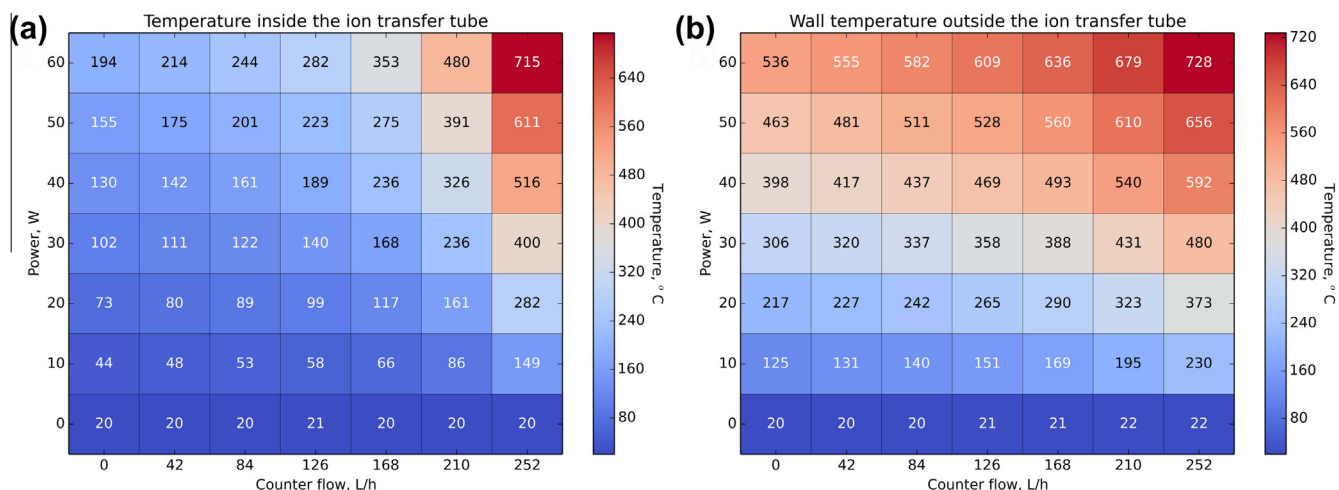 (a)
Temperature inside the ion transfer tube
60 194 214 244 282 353 480 715
50 155 175 201 223 275 391 611
40 130 142 161 189 236 326 516
30 102 111 122 140 168 236 400
20 73 80 89 99 117 161 282
10 44 48 53 58 66 86 149
0 20 20 20 21 20 20 20
0 42 84 126 168 210 252
Counter flow, L/h
Power, W
640
560
480
400
320
240
160
80
Temperature, ° C
(b)
Wall temperature outside the ion transfer tube
60 536 555 582 609 636 679 728
50 463 481 511 528 560 610 656
40 398 417 437 469 493 540 592
30 306 320 337 358 388 431 480
20 217 227 242 265 290 323 373
10 125 131 140 151 169 195 230
0 20 20 20 21 21 22 22
0 42 84 126 168 210 252
Counter flow, L/h
Power, W
720
640
560
480
400
320
240
160
80
Temperature, ° C